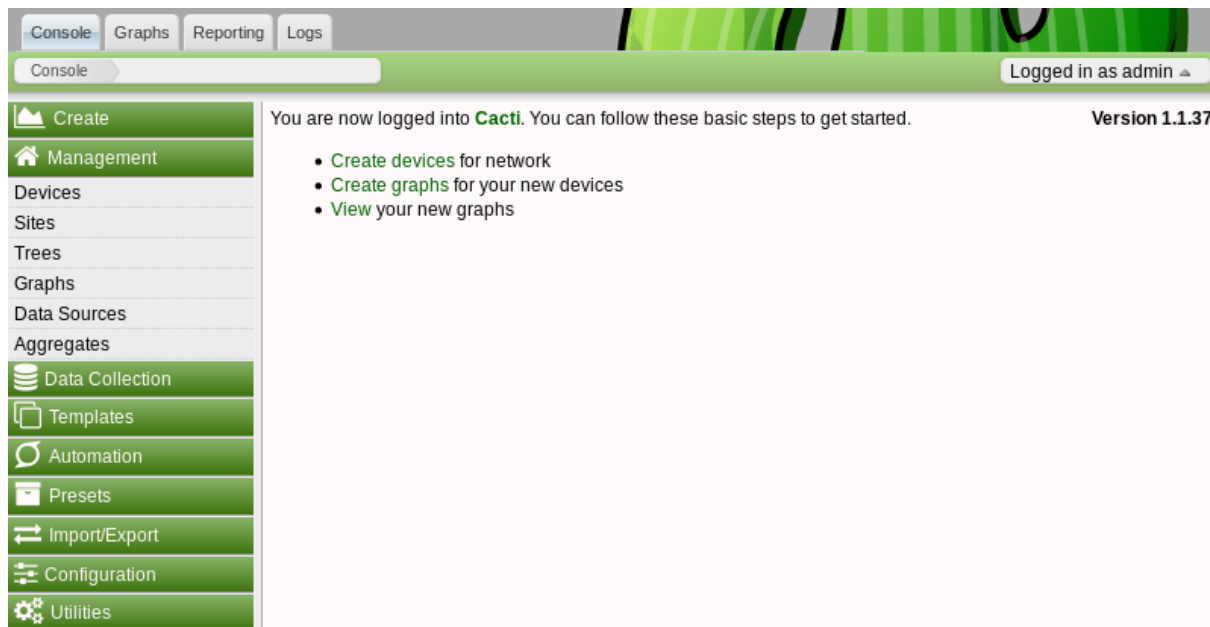 Console Graphs Reporting Logs
Console Logged in as admin
Create
You are now logged into Cacti. You can follow these basic steps to get started. Version 1.1.37
Management
• Create devices for network
• Create graphs for your new devices
• View your new graphs
Devices
Sites
Trees
Graphs
Data Sources
Aggregates
Data Collection
Templates
Automation
Presets
Import/Export
Configuration
Utilities